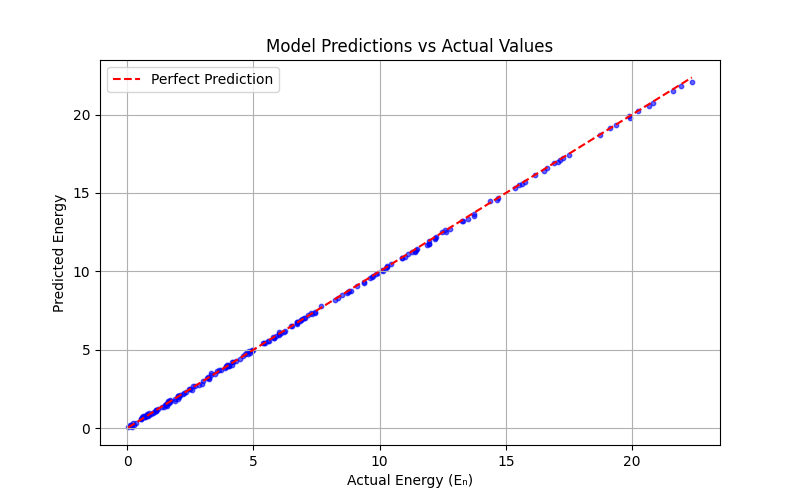 Model Predictions vs Actual Values
Perfect Prediction
20
15
10
5
0
Predicted Energy
0 5 10 15 20
Actual Energy (Eₙ)